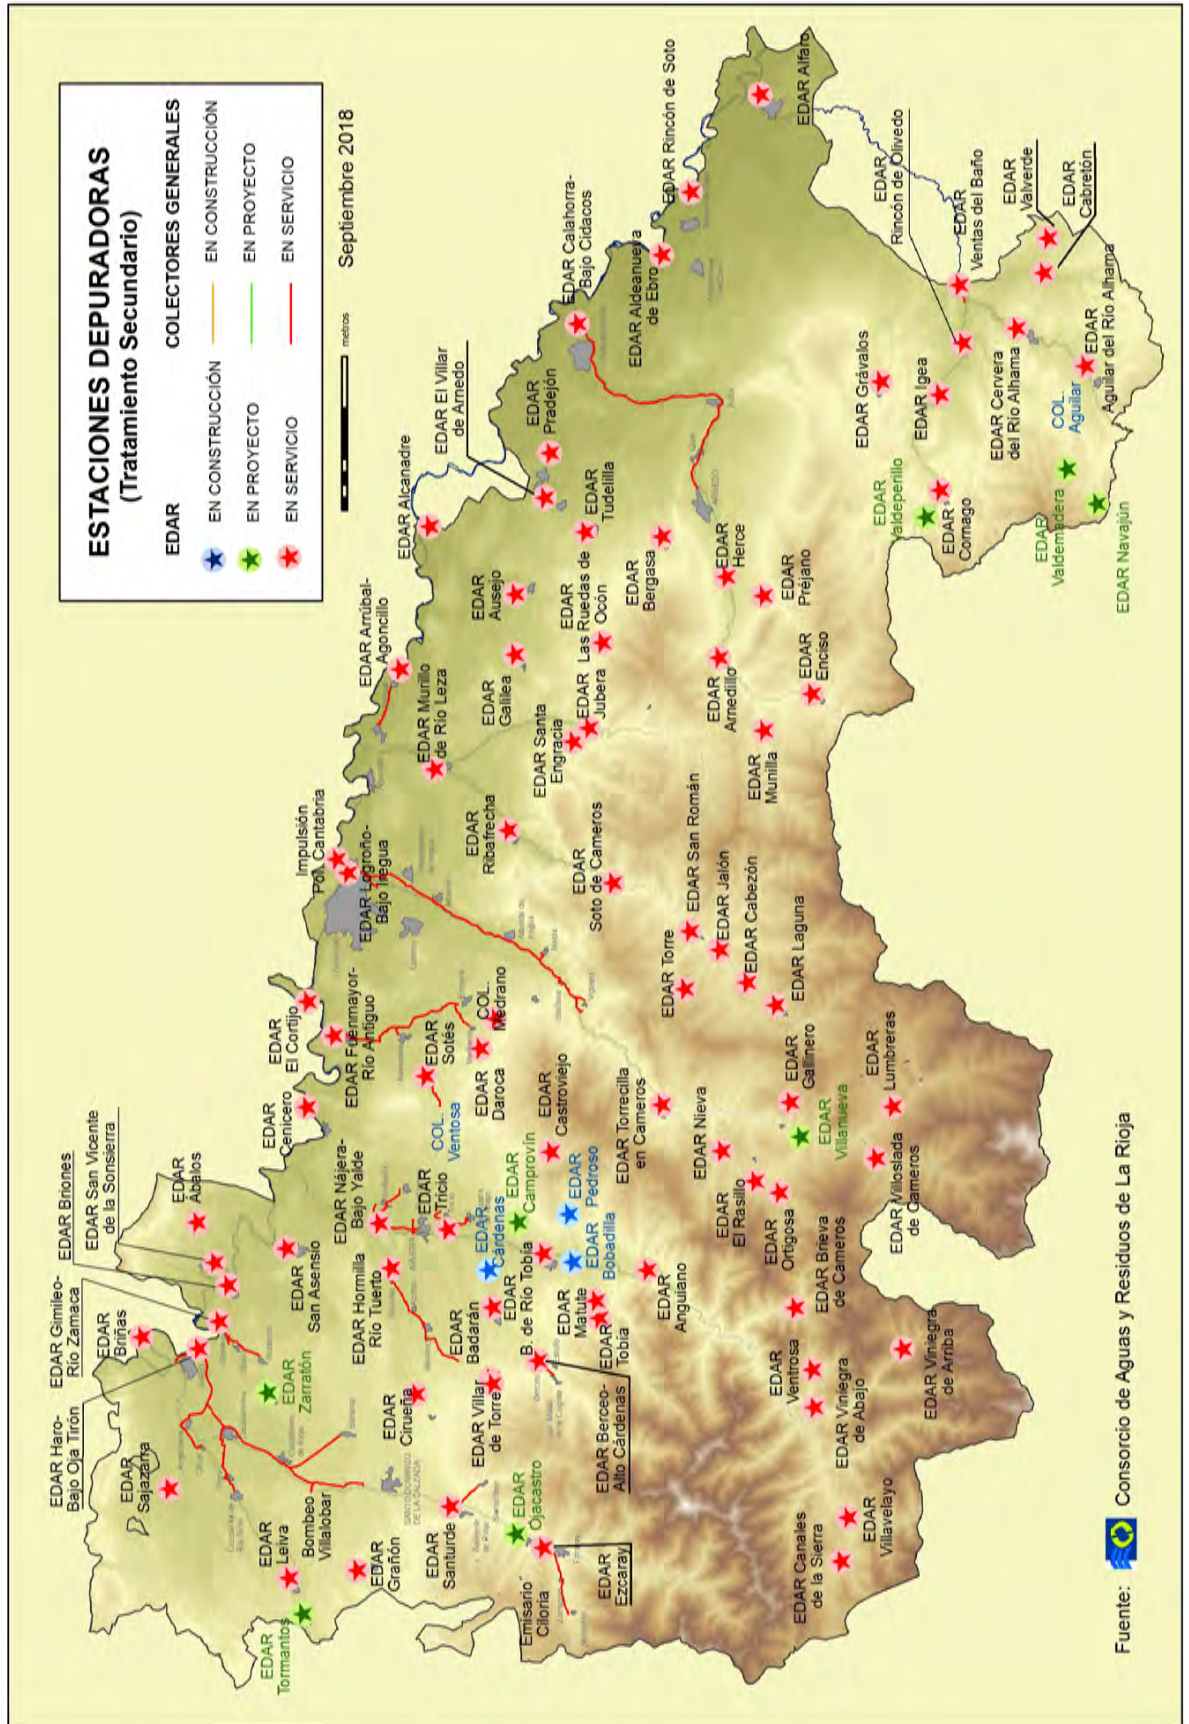 ESTACIONES DEPURADORAS
(Tratamiento Secundario)
EDAR
EN CONSTRUCCIÓN
EN PROYECTO
EN SERVICIO
COLECTORES GENERALES
EN CONSTRUCCIÓN
EN PROYECTO
EN SERVICIO
metros
Septiembre 2018
EDAR Haro-
Bajo Oja Tirón
EDAR Gimileo-
Río Zamaca
EDAR Briones
EDAR San Vicente
de la Sonsierra
EDAR
Briñas
EDAR
Ábalos
EDAR
Sajazarra
EDAR
Zarratón
EDAR
San Asensio
EDAR
Cenicero
EDAR
El Cortijo
EDAR Fuenmayor-
Río Antiguo
Impulsión
Pol. Cantabria
EDAR Logroño-
Bajo Iregua
EDAR Arrúbal-
Agoncillo
EDAR Murillo
de Río Leza
EDAR Alcanadre
EDAR El Villar
de Arnedo
EDAR
Pradejón
EDAR Calahorra-
Bajo Cidacos
EDAR Aldeanueva
de Ebro
EDAR Rincón de Soto
EDAR Alfaro
EDAR
Tormantos
EDAR
Leiva
Bombeo
Villalobar
EDAR
Grañón
EDAR
Santurde
EDAR
Cirueña
EDAR Hormilla
Río Tuerto
EDAR Nájera-
Bajo Yalde
EDAR
Tricio
COL.
Ventosa
EDAR
Sotés
EDAR
Daroca
COL.
Medrano
EDAR
Ribafrecha
EDAR
Galilea
EDAR
Ausejo
EDAR
Tudelilla
EDAR
Las Ruedas de
Ocón
EDAR Santa
Engracia
EDAR
Jubera
EDAR
Bergasa
EDAR
Herce
EDAR
Préjano
EDAR
Arnedillo
EDAR
Enciso
EDAR
Munilla
EDAR
Soto de Cameros
EDAR San Román
EDAR Jalón
EDAR Cabezón
EDAR Torre
EDAR Laguna
EDAR
Badarán
EDAR
Cárdenas
EDAR
Camprovín
EDAR
Castroviejo
EDAR Villar
de Torre
EDAR
B. de Río Tobía
EDAR
Bobadilla
EDAR
Pedroso
EDAR
Matute
EDAR
Tobía
EDAR Berceo-
Alto Cárdenas
EDAR
Ojacastro
EDAR
Ezcaray
Emisario
Ciloria
EDAR
Anguiano
EDAR Torrecilla
en Cameros
EDAR Nieva
EDAR
El Rasillo
EDAR
Ortigosa
EDAR
Gallinero
EDAR
Villanueva
EDAR
Lumbreras
EDAR Villoslada
de Cameros
EDAR Brieva
de Cameros
EDAR
Ventrosa
EDAR Viniegra
de Abajo
EDAR Viniegra
de Arriba
EDAR
Villavelayo
EDAR Canales
de la Sierra
EDAR
Rincón de Olivedo
EDAR
Ventas del Baño
EDAR
Valverde
EDAR
Cabretón
EDAR Grávalos
EDAR Igea
EDAR Cervera
del Río Alhama
EDAR
Aguilar del Río Alhama
COL.
Aguilar
EDAR
Valdeperillo
EDAR
Cornago
EDAR
Valdemadera
EDAR Navajún
Fuente:
Consorcio de Aguas y Residuos de La Rioja